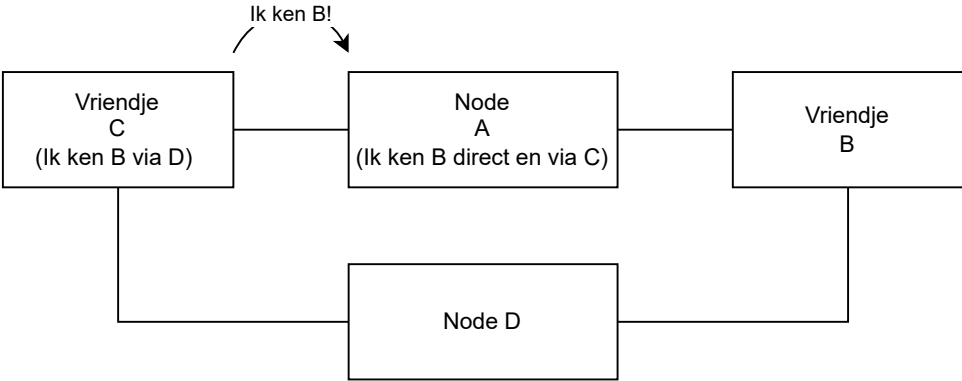 Ik ken B!
Vriendje
C
(Ik ken B via D)
Node
A
(Ik ken B direct en via C)
Vriendje
B
Node D